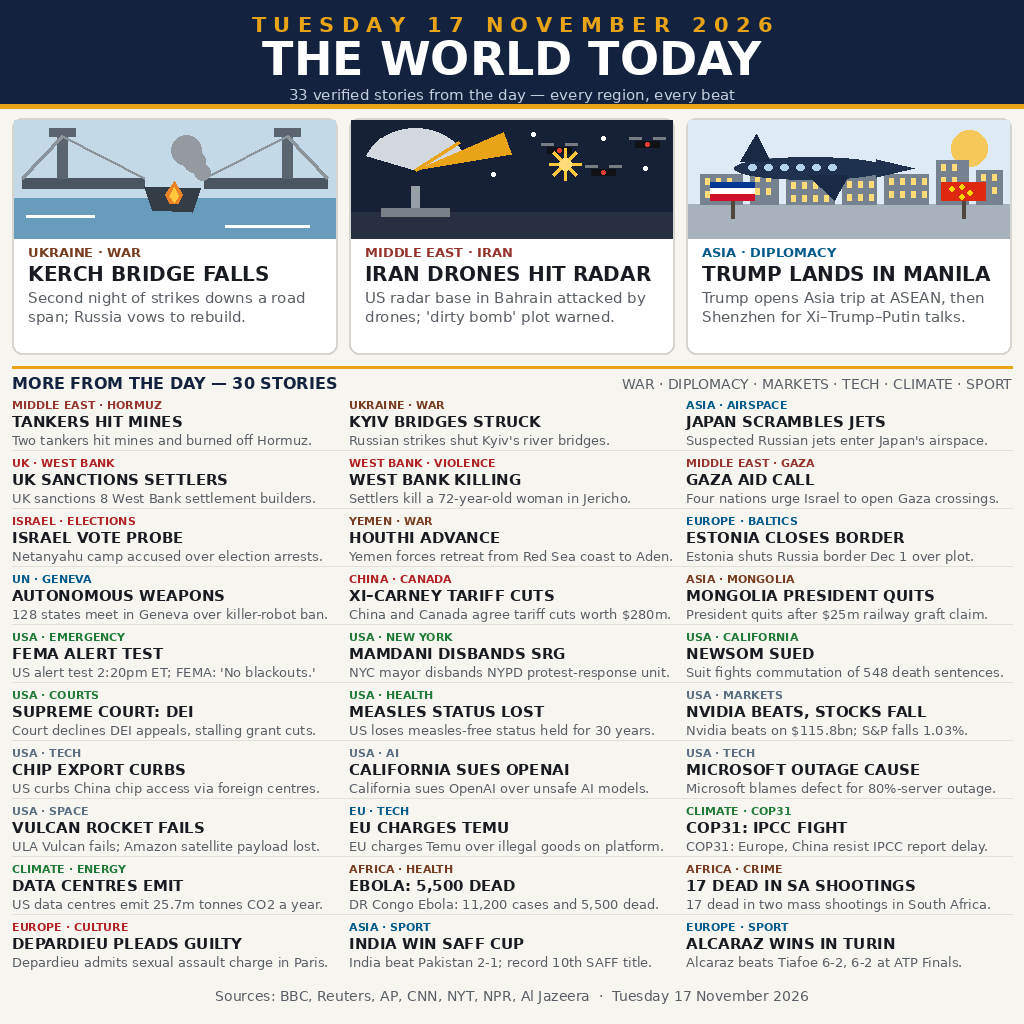 TUESDAY 17 NOVEMBER 2026
THE WORLD TODAY
33 verified stories from the day — every region, every beat
UKRAINE · WAR
KERCH BRIDGE FALLS
Second night of strikes downs a road
span; Russia vows to rebuild.
MIDDLE EAST · IRAN
IRAN DRONES HIT RADAR
US radar base in Bahrain attacked by
drones; 'dirty bomb' plot warned.
ASIA · DIPLOMACY
TRUMP LANDS IN MANILA
Trump opens Asia trip at ASEAN, then
Shenzhen for Xi–Trump–Putin talks.
MORE FROM THE DAY — 30 STORIES
WAR · DIPLOMACY · MARKETS · TECH · CLIMATE · SPORT
MIDDLE EAST · HORMUZ
TANKERS HIT MINES
Two tankers hit mines and burned off Hormuz.
UKRAINE · WAR
KYIV BRIDGES STRUCK
Russian strikes shut Kyiv's river bridges.
ASIA · AIRSPACE
JAPAN SCRAMBLES JETS
Suspected Russian jets enter Japan's airspace.
UK · WEST BANK
UK SANCTIONS SETTLERS
UK sanctions 8 West Bank settlement builders.
WEST BANK · VIOLENCE
WEST BANK KILLING
Settlers kill a 72-year-old woman in Jericho.
MIDDLE EAST · GAZA
GAZA AID CALL
Four nations urge Israel to open Gaza crossings.
ISRAEL · ELECTIONS
ISRAEL VOTE PROBE
Netanyahu camp accused over election arrests.
YEMEN · WAR
HOUTHI ADVANCE
Yemen forces retreat from Red Sea coast to Aden.
EUROPE · BALTICS
ESTONIA CLOSES BORDER
Estonia shuts Russia border Dec 1 over plot.
UN · GENEVA
AUTONOMOUS WEAPONS
128 states meet in Geneva over killer-robot ban.
CHINA · CANADA
XI–CARNEY TARIFF CUTS
China and Canada agree tariff cuts worth $280m.
ASIA · MONGOLIA
MONGOLIA PRESIDENT QUITS
President quits after $25m railway graft claim.
USA · EMERGENCY
FEMA ALERT TEST
US alert test 2:20pm ET; FEMA: 'No blackouts.'
USA · NEW YORK
MAMDANI DISBANDS SRG
NYC mayor disbands NYPD protest-response unit.
USA · CALIFORNIA
NEWSOM SUED
Suit fights commutation of 548 death sentences.
USA · COURTS
SUPREME COURT: DEI
Court declines DEI appeals, stalling grant cuts.
USA · HEALTH
MEASLES STATUS LOST
US loses measles-free status held for 30 years.
USA · MARKETS
NVIDIA BEATS, STOCKS FALL
Nvidia beats on $115.8bn; S&P falls 1.03%.
USA · TECH
CHIP EXPORT CURBS
US curbs China chip access via foreign centres.
USA · AI
CALIFORNIA SUES OPENAI
California sues OpenAI over unsafe AI models.
USA · TECH
MICROSOFT OUTAGE CAUSE
Microsoft blames defect for 80%-server outage.
USA · SPACE
VULCAN ROCKET FAILS
ULA Vulcan fails; Amazon satellite payload lost.
EU · TECH
EU CHARGES TEMU
EU charges Temu over illegal goods on platform.
CLIMATE · COP31
COP31: IPCC FIGHT
COP31: Europe, China resist IPCC report delay.
CLIMATE · ENERGY
DATA CENTRES EMIT
US data centres emit 25.7m tonnes CO2 a year.
AFRICA · HEALTH
EBOLA: 5,500 DEAD
DR Congo Ebola: 11,200 cases and 5,500 dead.
AFRICA · CRIME
17 DEAD IN SA SHOOTINGS
17 dead in two mass shootings in South Africa.
EUROPE · CULTURE
DEPARDIEU PLEADS GUILTY
Depardieu admits sexual assault charge in Paris.
ASIA · SPORT
INDIA WIN SAFF CUP
India beat Pakistan 2-1; record 10th SAFF title.
EUROPE · SPORT
ALCARAZ WINS IN TURIN
Alcaraz beats Tiafoe 6-2, 6-2 at ATP Finals.
Sources: BBC, Reuters, AP, CNN, NYT, NPR, Al Jazeera · Tuesday 17 November 2026